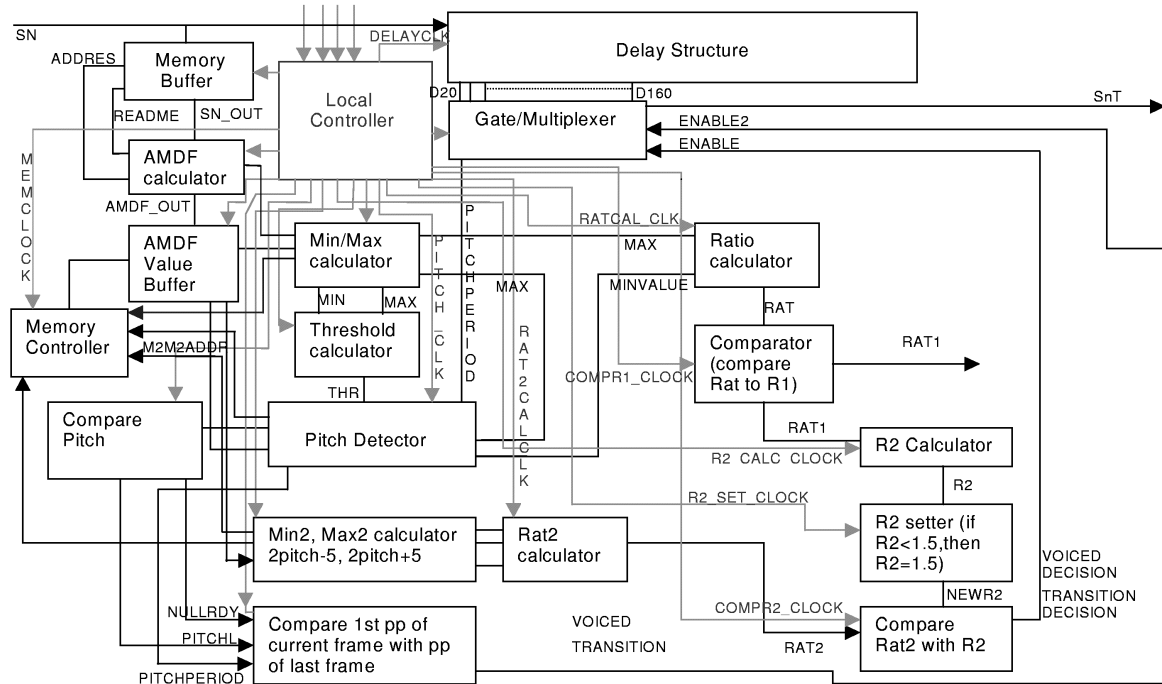 SN
DELAYCLK
Delay Structure
ADDRES
Memory
Buffer
Local
Controller
D20
D160
SnT
README
SN_OUT
Gate/Multiplexer
ENABLE2
ENABLE
AMDF
calculator
MEMCLOCK
AMDF_OUT
PITCHPERIOD
RATCAL_CLK
AMDF
Value
Buffer
Min/Max
calculator
PITCH_CLK
MAX
Ratio
calculator
MAX
MINVALUE
MIN
MAX
RAT
Memory
Controller
M2M2ADDR
Threshold
calculator
RAT2CALCLK
Comparator
(compare
Rat to R1)
RAT1
COMPR1_CLOCK
THR
Compare
Pitch
Pitch Detector
RAT1
R2 Calculator
R2_CALC_CLOCK
R2
R2_SET_CLOCK
Min2, Max2 calculator
2pitch-5, 2pitch+5
Rat2
calculator
R2 setter (if
R2<1.5,then
R2=1.5)
VOICED
DECISION
NEWR2
TRANSITION
DECISION
NULLRDY
COMPR2_CLOCK
Compare 1st pp of
current frame with pp
of last frame
VOICED
TRANSITION
Compare
Rat2 with R2
PITCHL
RAT2
PITCHPERIOD